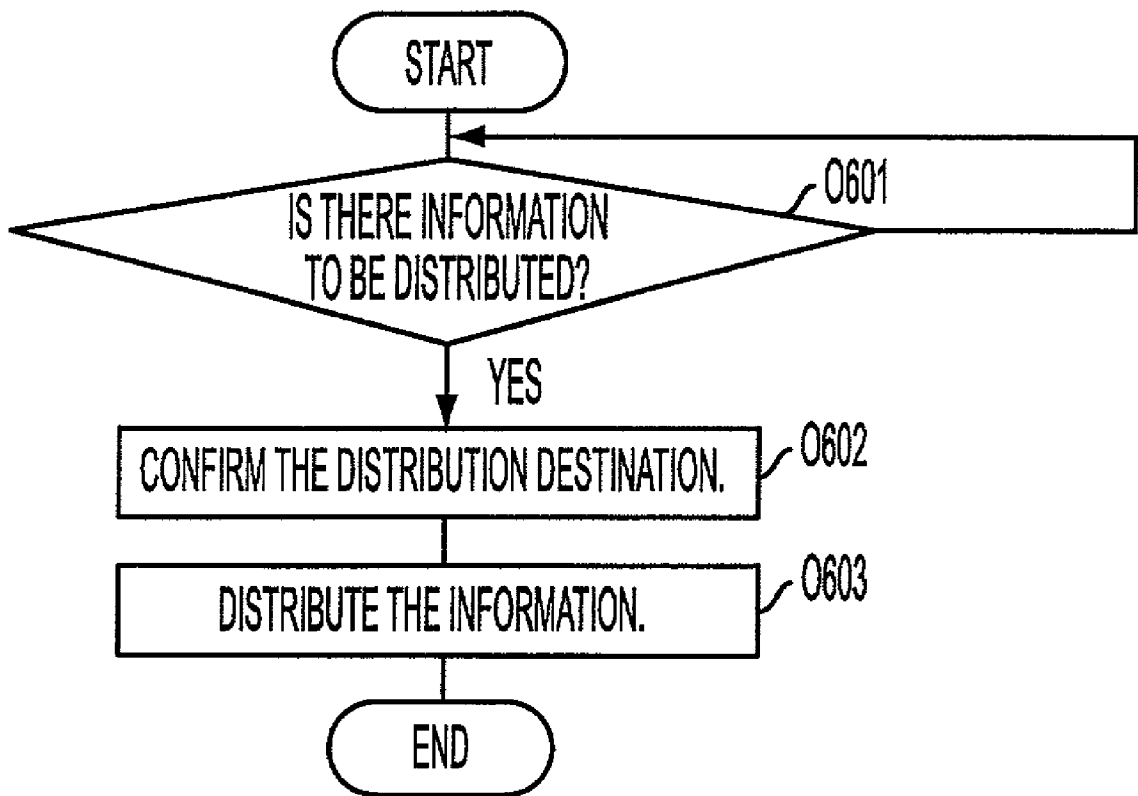 START
O601
IS THERE INFORMATION
TO BE DISTRIBUTED?
YES
CONFIRM THE DISTRIBUTION DESTINATION.
O602
DISTRIBUTE THE INFORMATION.
O603
END